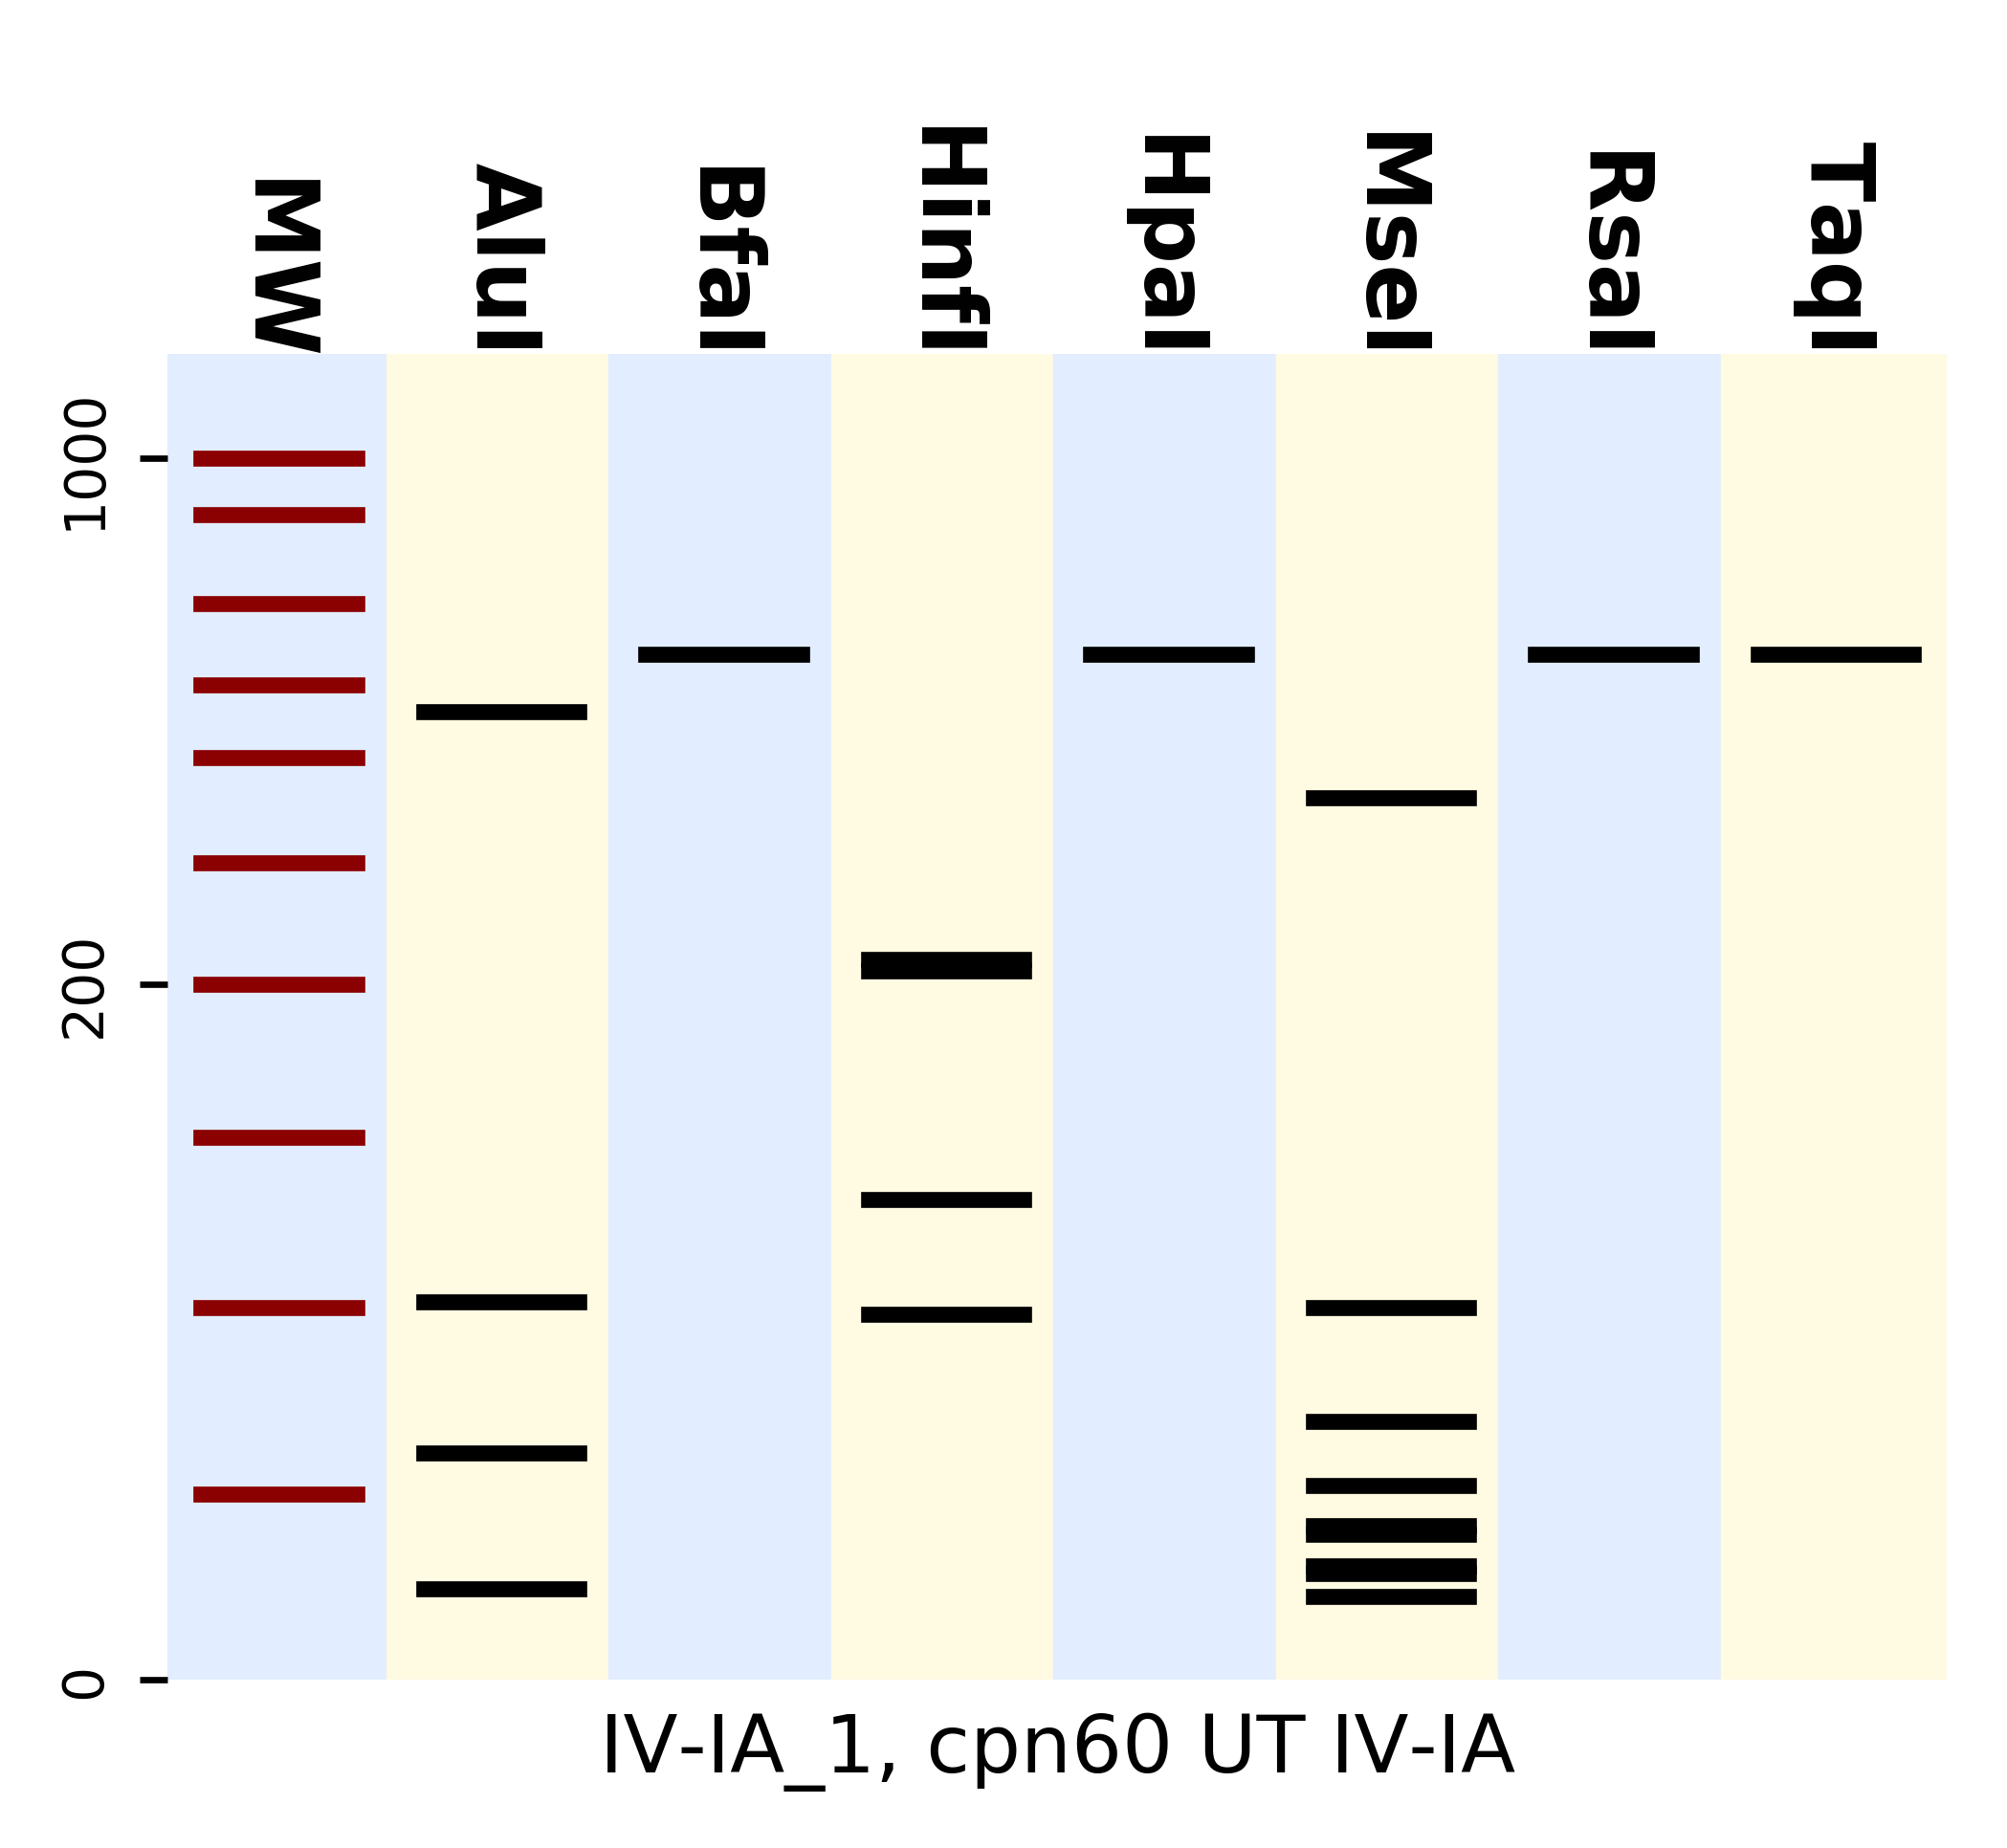 MW
AluI
BfaI
HinfI
HpaI
MseI
RsaI
TaqI
1000
200
0
IV-IA_1, cpn60 UT IV-IA